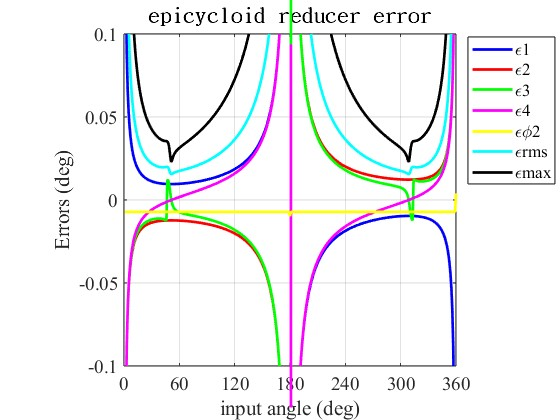 epicycloid reducer error
0.1
0.05
0
-0.05
-0.1
Errors (deg)
0 60 120 180 240 300 360
input angle (deg)
ϵ1
ϵ2
ϵ3
ϵ4
ϵϕ2
ϵrms
ϵmax